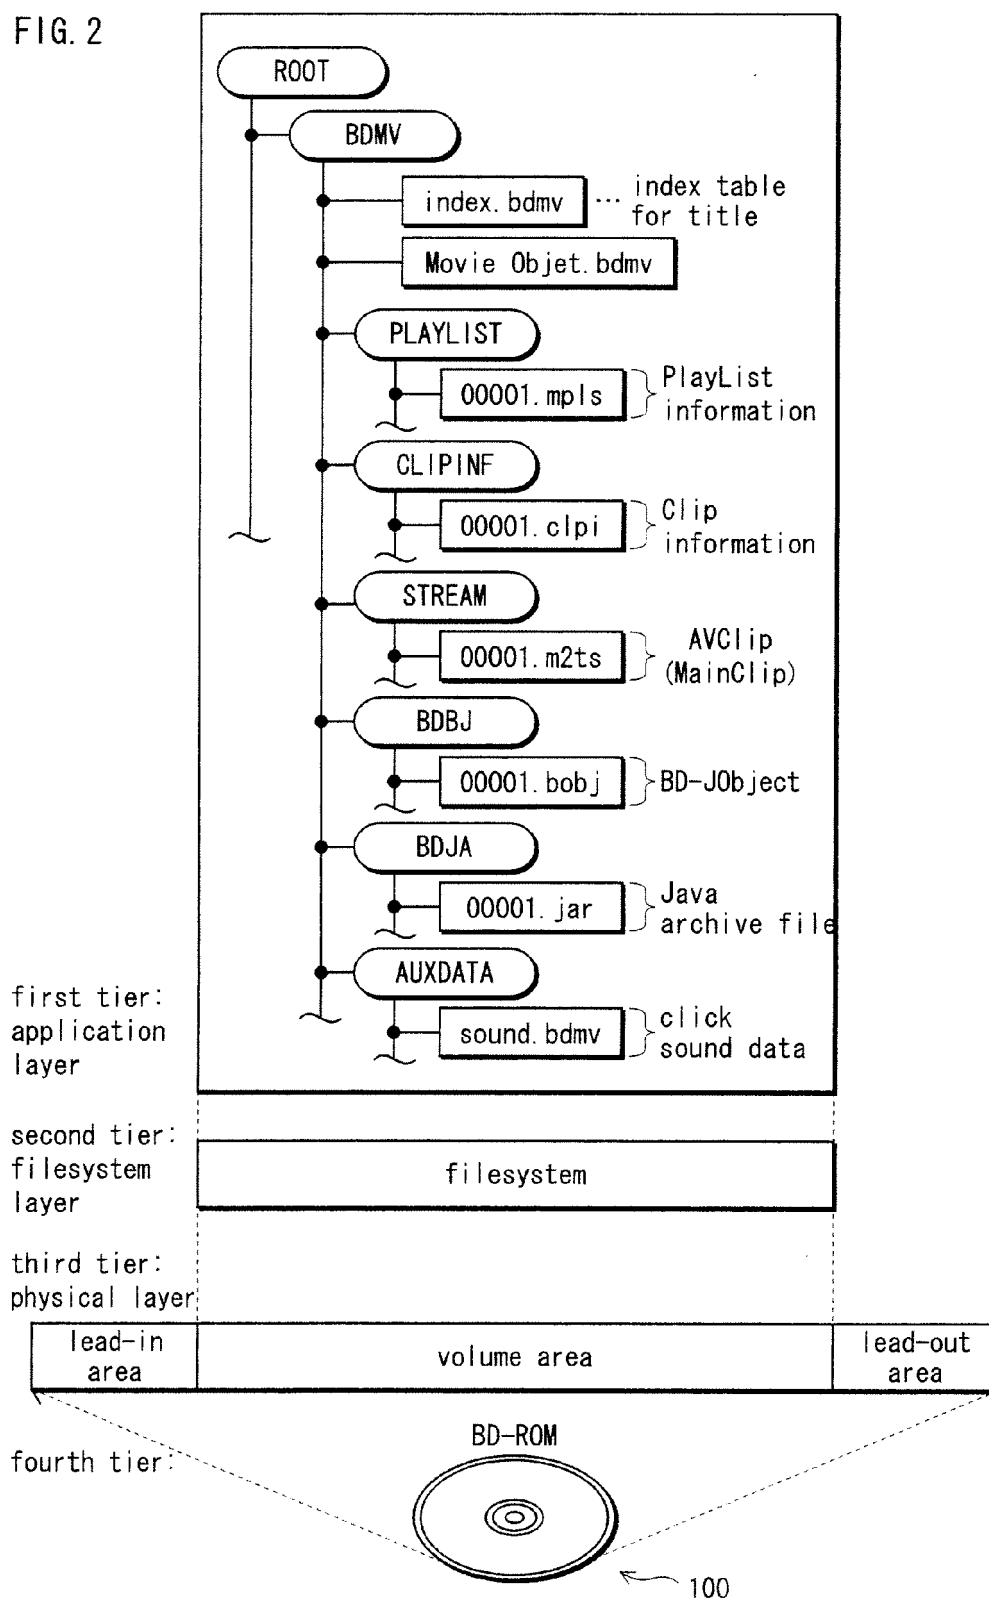 FIG. 2
ROOT
BDMV
index.bdmv ... index table
for title
Movie Objet.bdmv
PLAYLIST
00001.mpls
PlayList
information
CLIPINF
00001.clpi
Clip
information
STREAM
00001.m2ts
AVClip
(MainClip)
BDBJ
00001.bobj
BD-JObject
BDJA
00001.jar
Java
archive file
AUXDATA
sound.bdmv
click
sound data
first tier:
application
layer
second tier:
filesystem
layer
filesystem
third tier:
physical layer
lead-in
area
volume area
lead-out
area
BD-ROM
fourth tier:
100